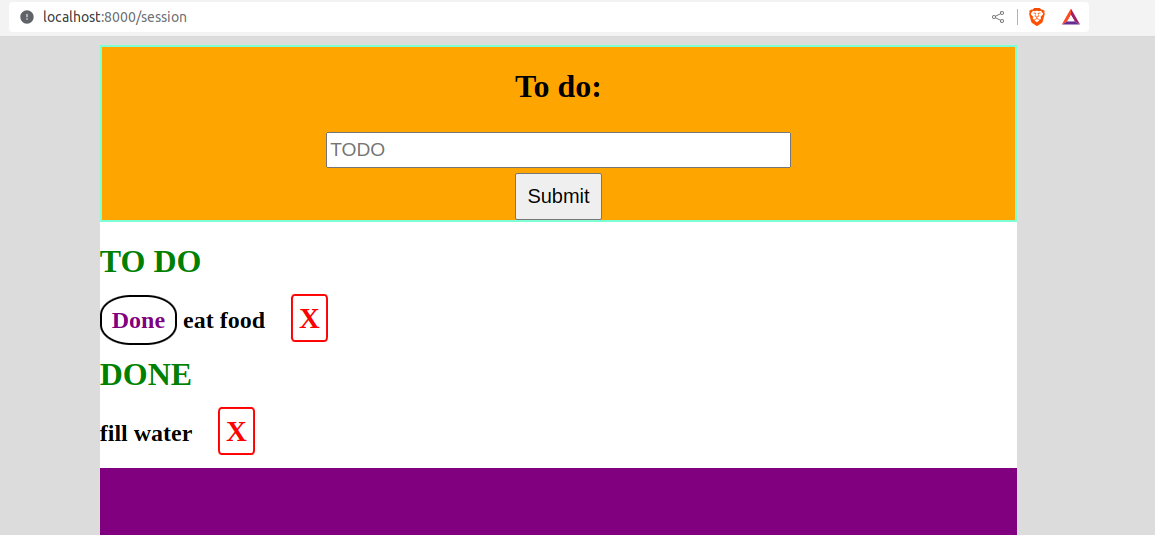 localhost:8000/session
To do:
TODO
Submit
TO DO
Done eat food X
DONE
fill water X